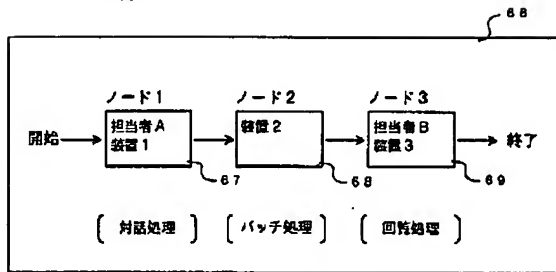 66
ノード1 ノード2 ノード3
開始 担当者A 装置2 担当者B 終了
装置1 装置3
67 68 69
[対話処理] [バッチ処理] [回覧処理]